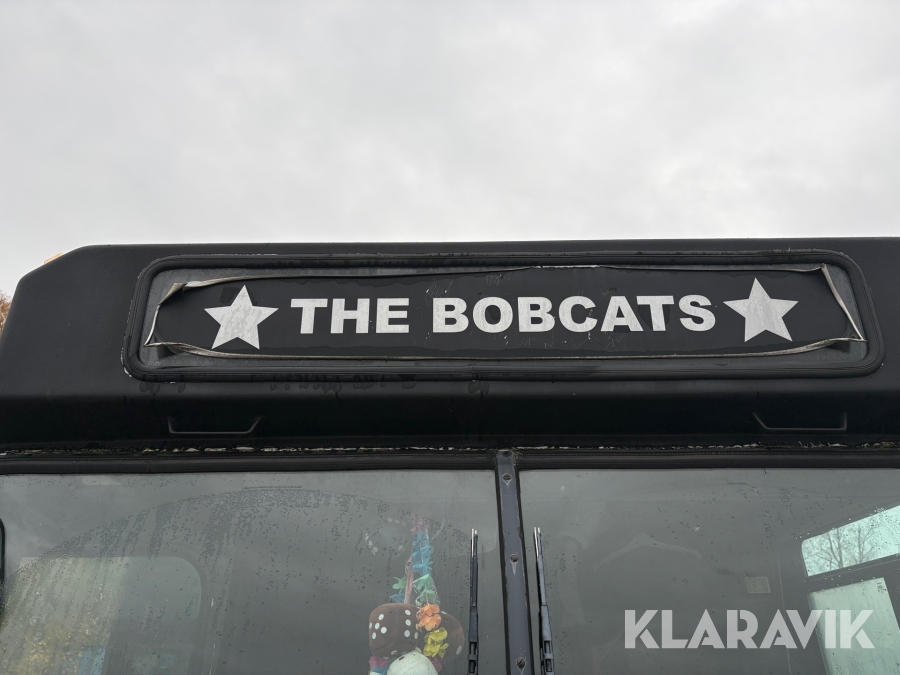 THE BOBCATS
KLARAVIK